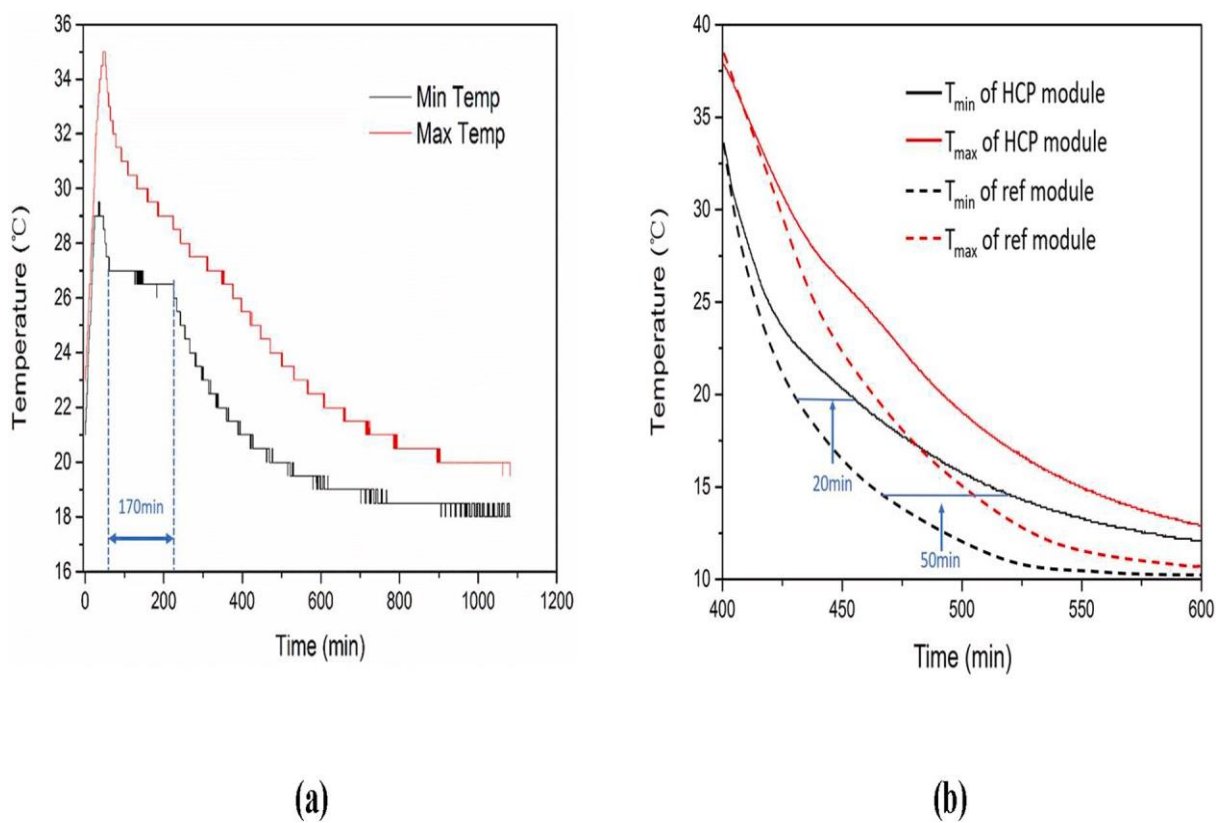 36
34
32
30
28
26
24
22
20
18
16
Temperature (℃)
Min Temp
Max Temp
170min
0 200 400 600 800 1000 1200
Time (min)
(a)
40
35
30
25
20
15
10
Temperature (℃)
Tmin of HCP module
Tmax of HCP module
Tmin of ref module
Tmax of ref module
20min
50min
400 450 500 550 600
Time (min)
(b)